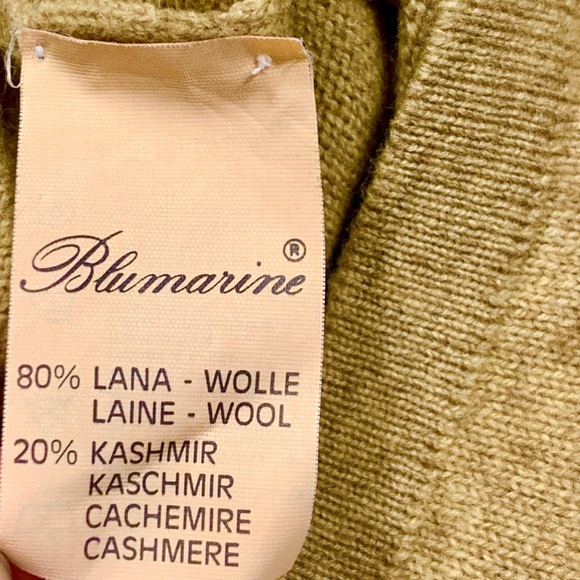 Blumarine®
80% LANA - WOLLE
LAINE - WOOL
20% KASHMIR
KASCHMIR
CACHEMIRE
CASHMERE